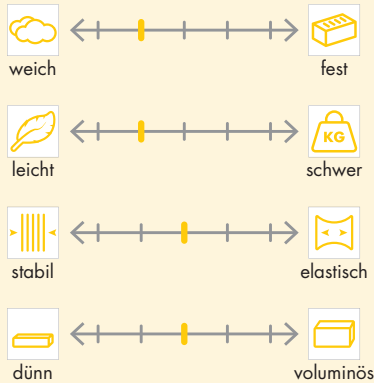 weich fest
KG
leicht schwer
stabil elastisch
dünn voluminös